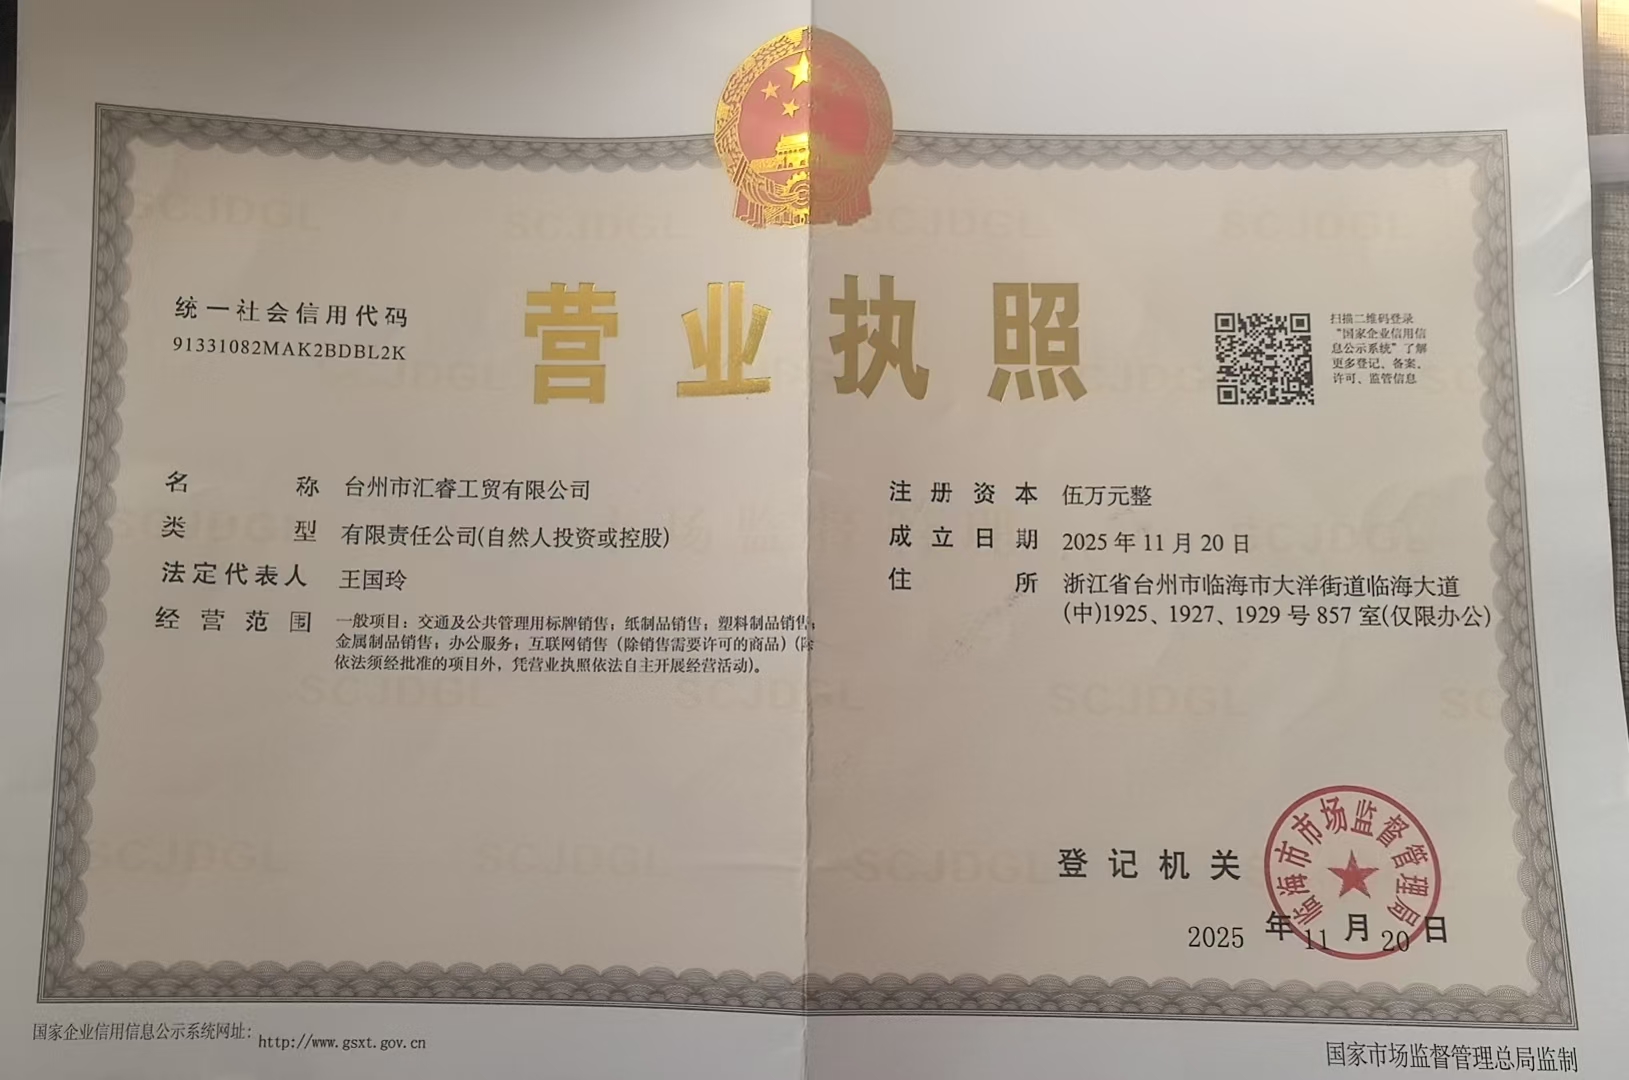 统一社会信用代码
91331082MAK2BDBL2K
营业执照
扫描二维码登录
“国家企业信用信
息公示系统”了解
更多登记、备案、
许可、监管信息
名称 台州市汇睿工贸有限公司
类型 有限责任公司(自然人投资或控股)
法定代表人 王国玲
经营范围 一般项目：交通及公共管理用标牌销售；纸制品销售；塑料制品销售；
金属制品销售；办公服务；互联网销售（除销售需要许可的商品）(除
依法须经批准的项目外，凭营业执照依法自主开展经营活动)。
注册资本 伍万元整
成立日期 2025年11月20日
住所 浙江省台州市临海市大洋街道临海大道
(中)1925、1927、1929号857室(仅限办公)
登记机关
临海市市场监督管理局
2025年11月20日
国家企业信用信息公示系统网址：http://www.gsxt.gov.cn
国家市场监督管理总局监制
SCJDGL